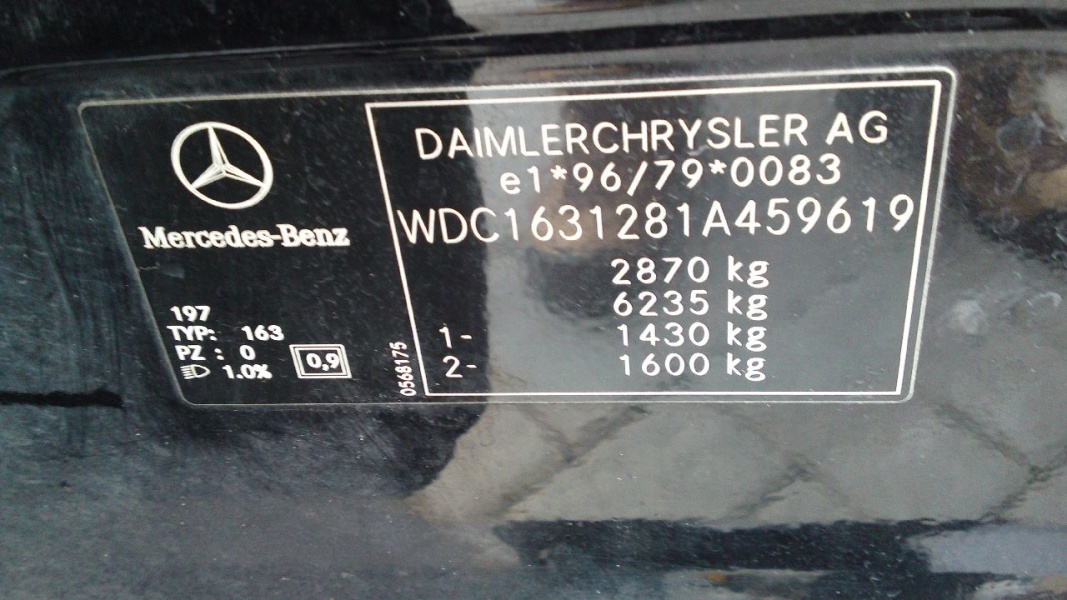 Mercedes-Benz
197
TYP: 163
PZ : 0
1.0%
0,9
0568175
DAIMLERCHRYSLER AG
e1*96/79*0083
WDC1631281A459619
2870 kg
6235 kg
1- 1430 kg
2- 1600 kg